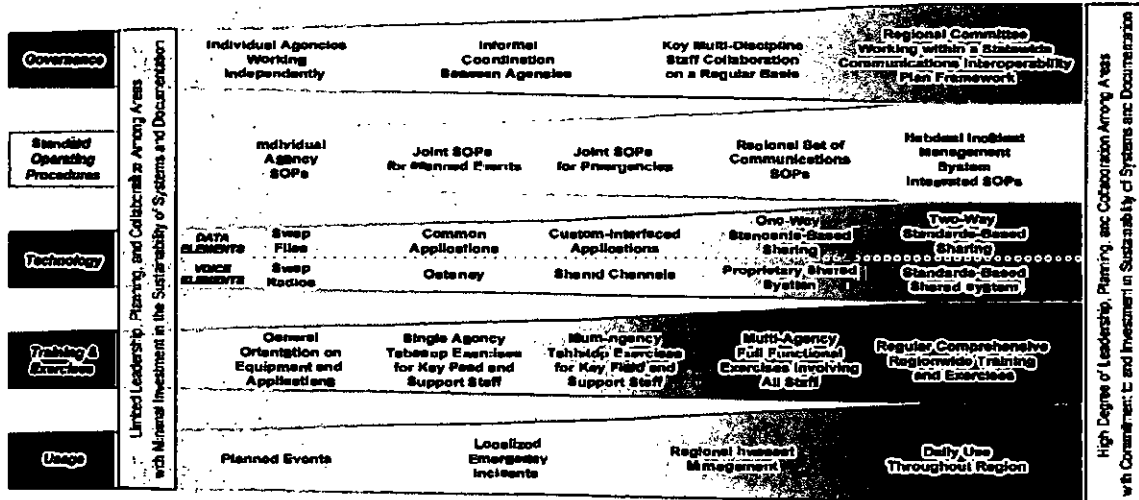 Governance
Individual Agencies
Working
Independently
Informal
Coordination
Between Agencies
Key Multi-Discipline
Staff Collaboration
on a Regular Basis
Regional Committee
Working within a Statewide
Communications Interoperability
Plan Framework
Standard
Operating
Procedures
Individual
Agency
SOPs
Joint SOPs
for Planned Events
Joint SOPs
for Emergencies
Regional Set of
Communications
SOPs
National Incident
Management
System
Integrated SOPs
Technology
DATA
ELEMENTS
Swap
Files
Common
Applications
Custom-Interfaced
Applications
One-Way
Standards-Based
Sharing
Two-Way
Standards-Based
Sharing
VOICE
ELEMENTS
Swap
Radios
Shared Channels
Proprietary Shared
System
Standards-Based
Shared System
Training &
Exercises
General
Orientation on
Equipment and
Applications
Single Agency
Tabletop Exercises
for Key Field and
Support Staff
Tabletop Exercises
for Key Field and
Support Staff
Multi-Agency
Full Functional
Exercises Involving
All Staff
Regular Comprehensive
Regionwide Training
and Exercises
Usage
Planned Events
Localized
Emergency
Incidents
Regional
Management
Daily Use
Throughout Region
Limited Leadership, Planning, and Collaboration Among Areas
with Minimal Investment in the Sustainability of Systems and Documentation
High Degree of Leadership, Planning, and Collaboration Among Areas
with Commitment to and Investment in Sustainability of Systems and Documentation